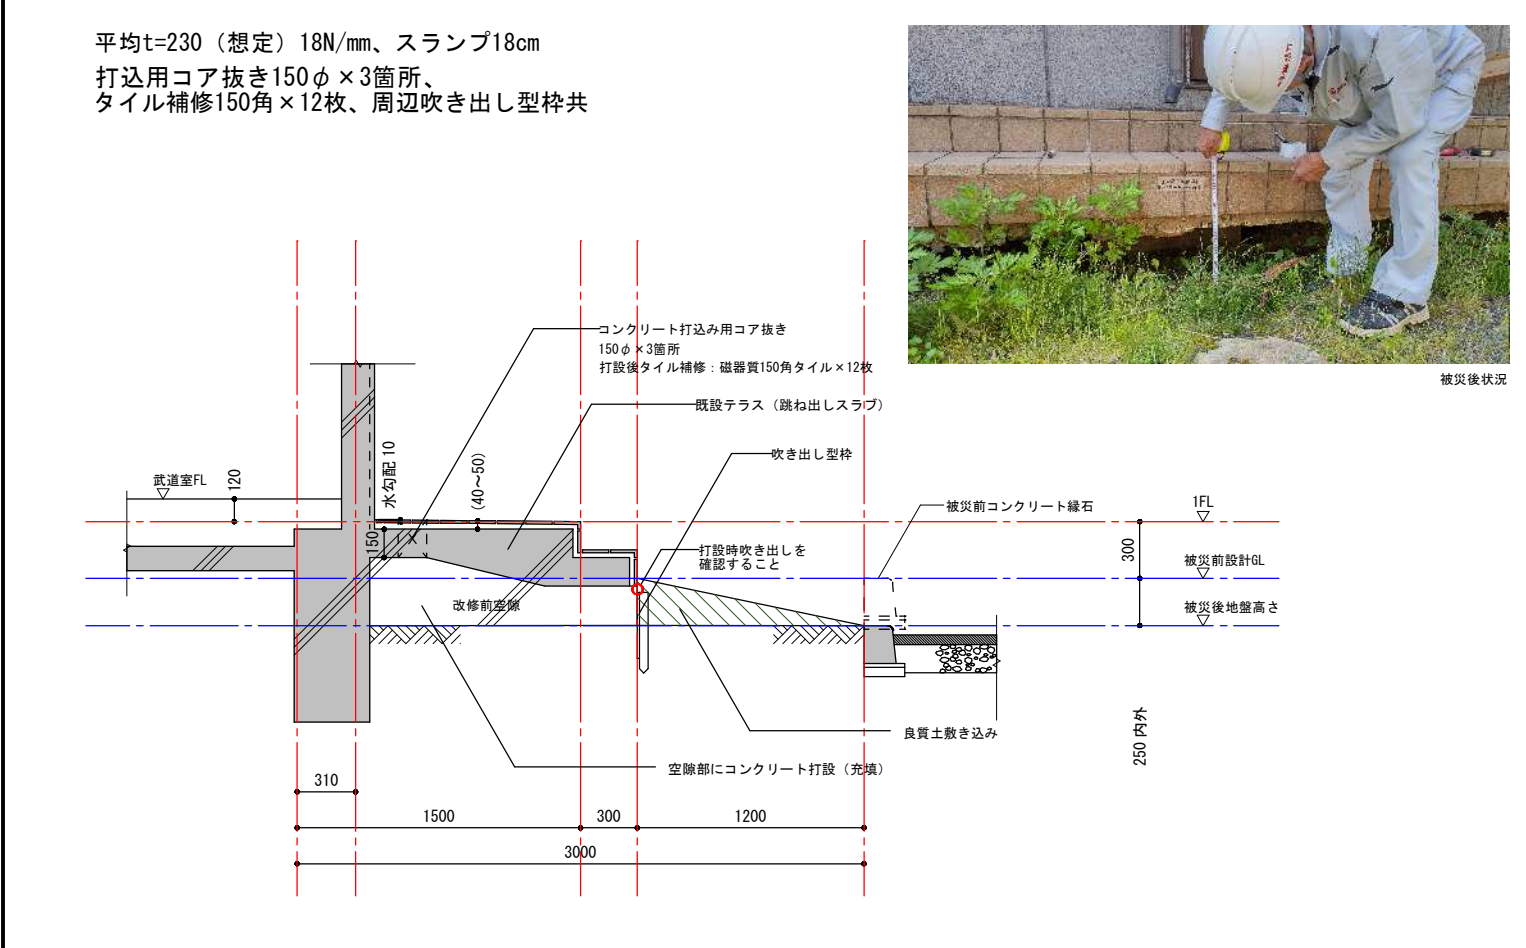 平均t=230（想定）18N/mm、スランプ18cm
打込用コア抜き150φ×3箇所、
タイル補修150角×12枚、周辺吹き出し型枠共
被災後状況
コンクリート打込み用コア抜き
150φ×3箇所
打設後タイル補修：磁器質150角タイル×12枚
既設テラス（跳ね出しスラブ）
吹き出し型枠
武道室FL
120
水勾配 10
(40～50)
150
被災前コンクリート縁石
1FL
300
打設時吹き出しを
確認すること
被災前設計GL
改修前空隙
被災後地盤高さ
250 内外
良質土敷き込み
空隙部にコンクリート打設（充填）
310
1500
300
1200
3000